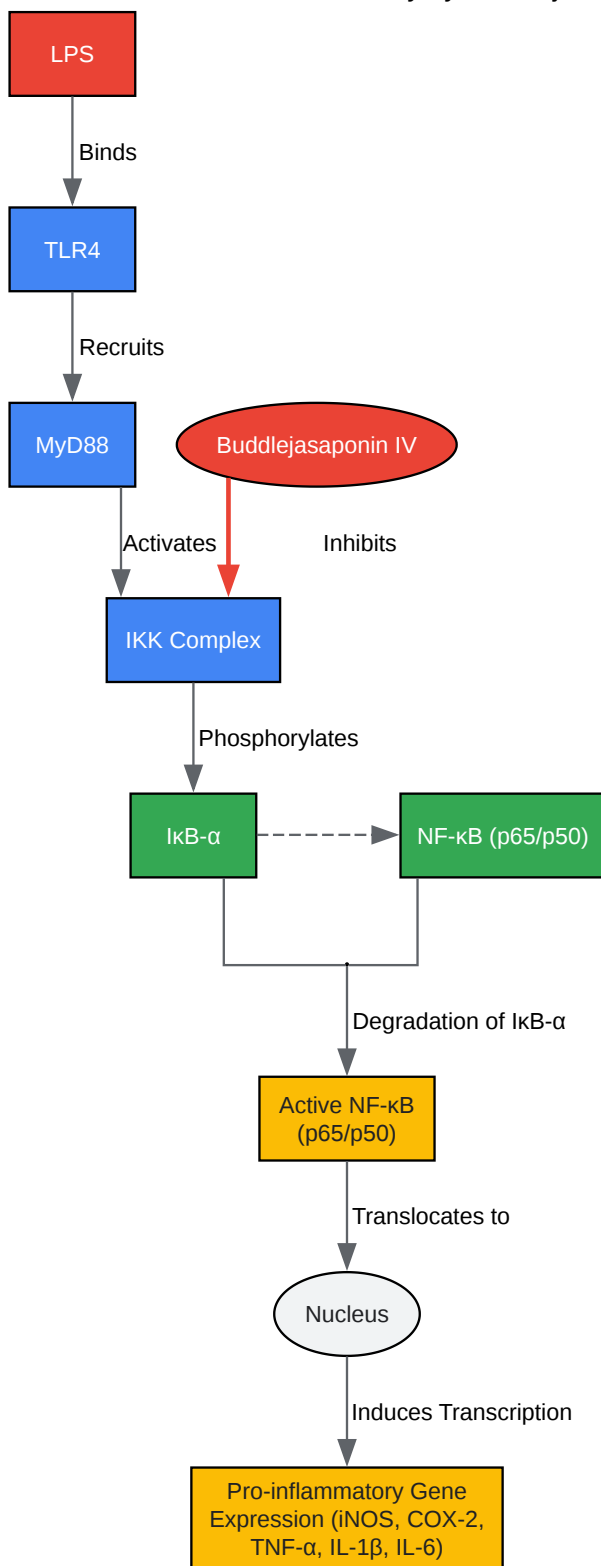 LPS
Binds
TLR4
Recruits
MyD88
Buddlejasaponin IV
Activates
Inhibits
IKK Complex
Phosphorylates
IκB-α
NF-κB (p65/p50)
Degradation of IκB-α
Active NF-κB
(p65/p50)
Translocates to
Nucleus
Induces Transcription
Pro-inflammatory Gene
Expression (iNOS, COX-2,
TNF-α, IL-1β, IL-6)